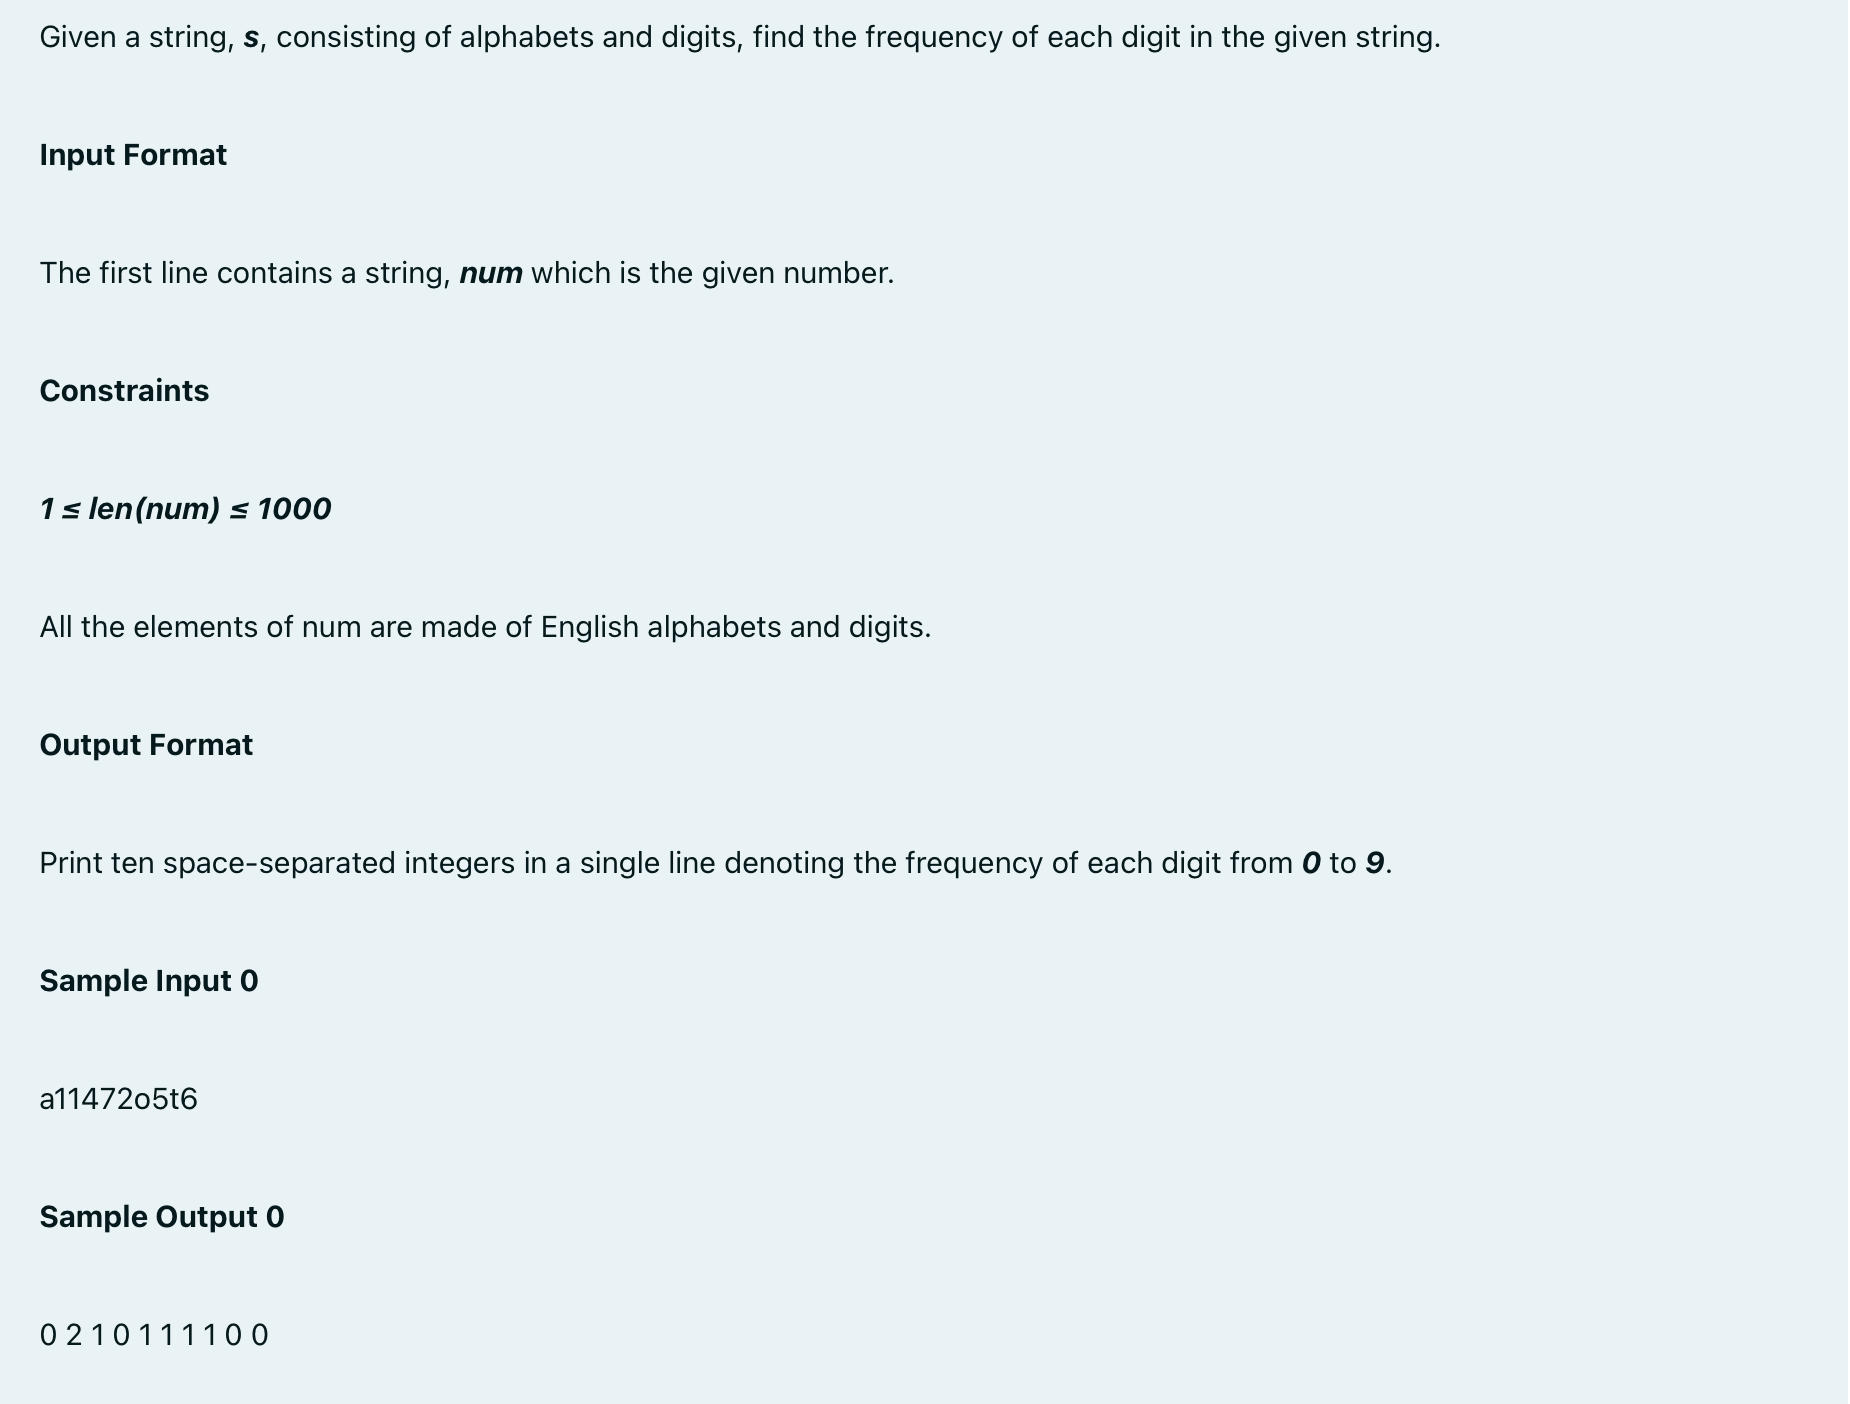 Given a string, s, consisting of alphabets and digits, find the frequency of each digit in the given string.
Input Format
The first line contains a string, num which is the given number.
Constraints
1 ≤ len(num) ≤ 1000
All the elements of num are made of English alphabets and digits.
Output Format
Print ten space-separated integers in a single line denoting the frequency of each digit from 0 to 9.
Sample Input 0
a11472o5t6
Sample Output 0
0 2 1 0 1 1 1 1 0 0